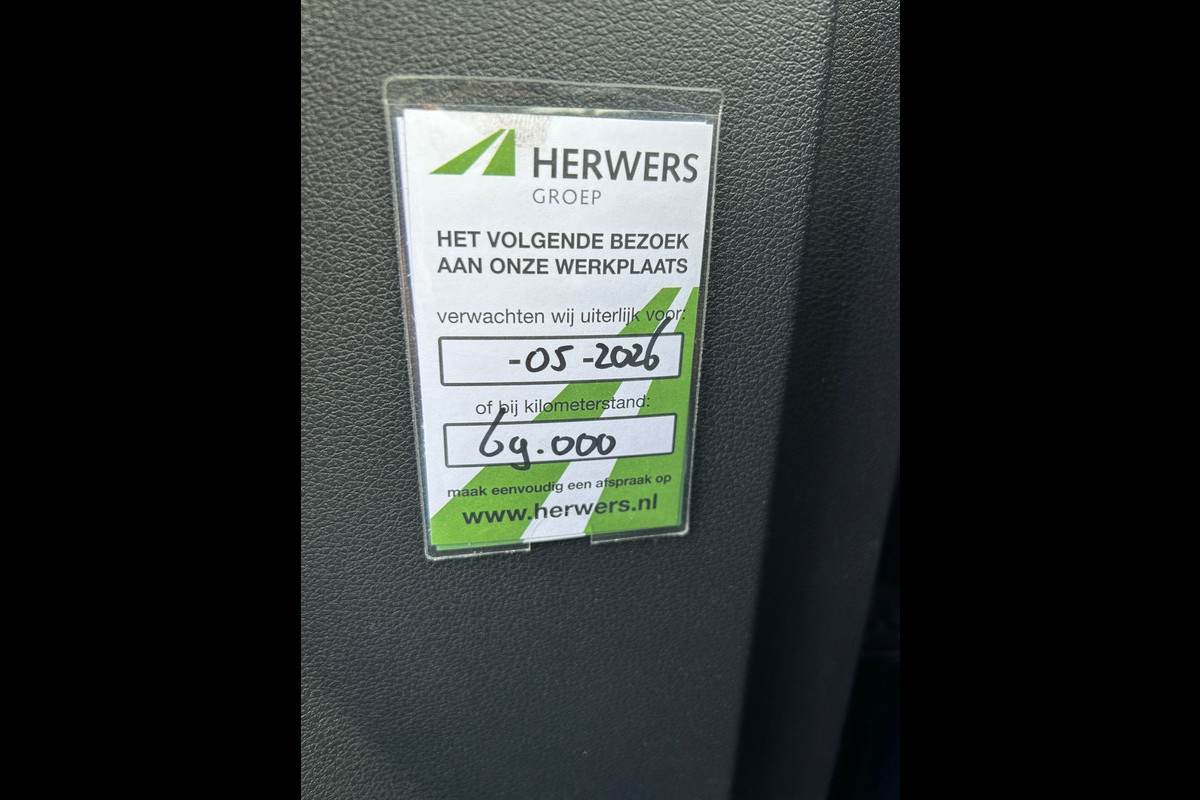 HERWERS
GROEP
HET VOLGENDE BEZOEK
AAN ONZE WERKPLAATS
verwachten wij uiterlijk voor:
-05-2026
of bij kilometerstand:
69.000
maak eenvoudig een afspraak op
www.herwers.nl